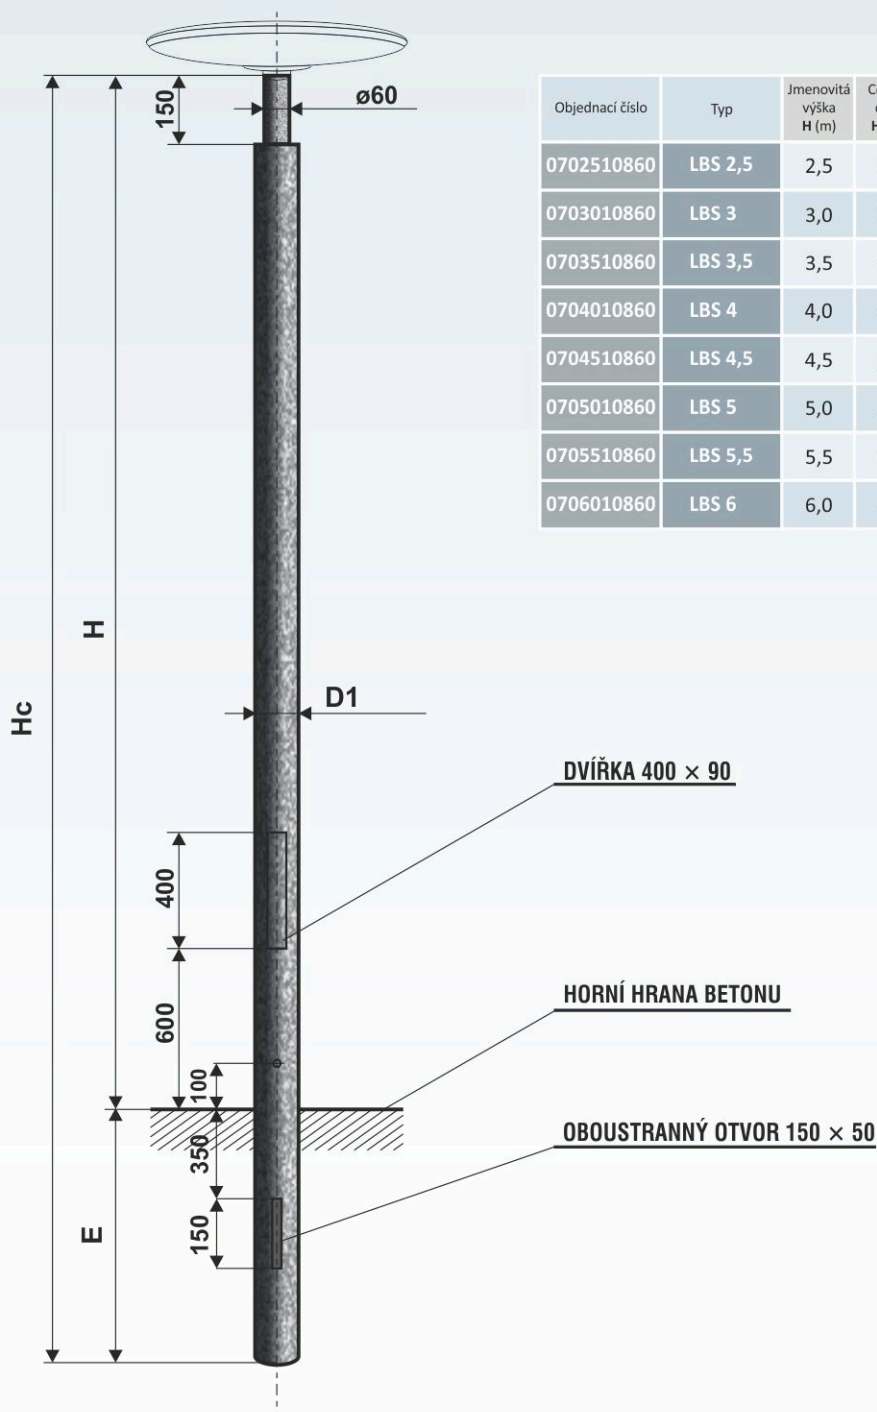 150
ø60
Objednací číslo Typ Jmenovitá výška H (m)
0702510860 LBS 2,5 2,5
0703010860 LBS 3 3,0
0703510860 LBS 3,5 3,5
0704010860 LBS 4 4,0
0704510860 LBS 4,5 4,5
0705010860 LBS 5 5,0
0705510860 LBS 5,5 5,5
0706010860 LBS 6 6,0
H
Hc
D1
DVÍŘKA 400 × 90
400
HORNÍ HRANA BETONU
600
100
OBOUSTRANNÝ OTVOR 150 × 50
350
E
150